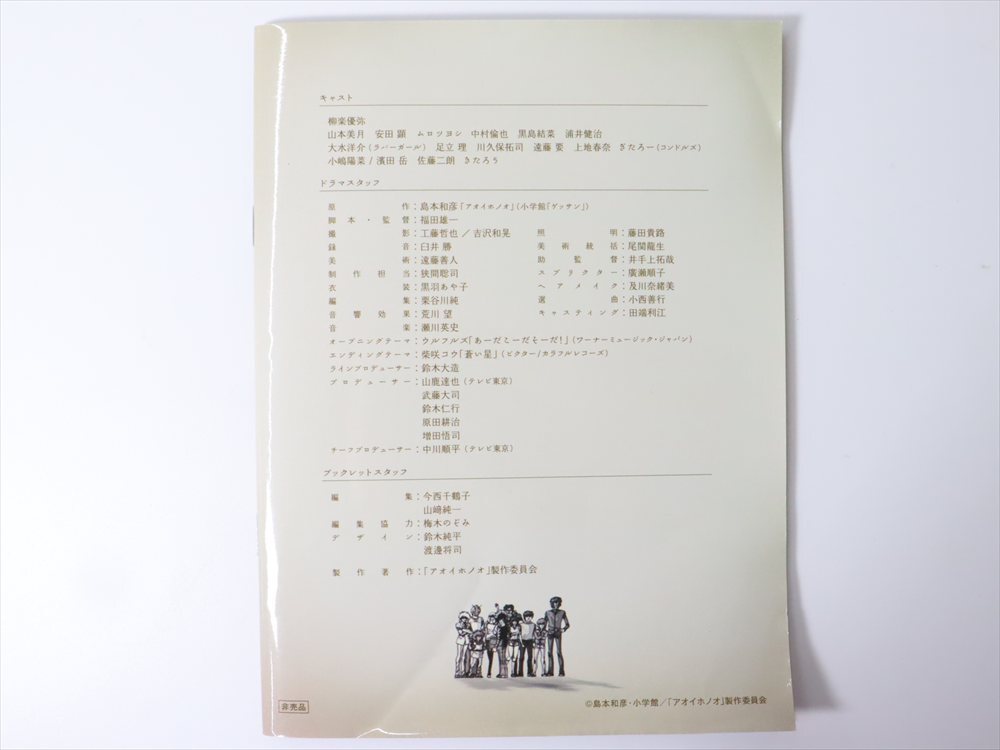 キャスト
柳楽優弥
山本美月 安田 顕 ムロツヨシ 中村倫也 黒島結菜 浦井健治
大水洋介(ラバーガール) 足立 理 川久保拓司 遠藤 要 上地春奈 ぎたろー(コンドルズ)
小嶋陽菜 / 濱田 岳 佐藤二朗 きたろう
ドラマスタッフ
原作:島本和彦「アオイホノオ」(小学館「ゲッサン」)
脚本・監督:福田雄一
撮影:工藤哲也/吉沢和晃 照明:藤田貴路
録音:臼井 勝 美術統括:尾関龍生
美術:遠藤善人 助監督:井手上拓哉
制作担当:狭間聡司 スクリプター:廣瀬順子
衣装:黒羽あや子 ヘアメイク:及川奈緒美
編集:栗谷川純 選曲:小西善行
音響効果:荒川 望 キャスティング:田端利江
音楽:瀬川英史
オープニングテーマ:ウルフルズ「あーだこーだそーだ!」(ワーナーミュージック・ジャパン)
エンディングテーマ:柴咲コウ「蒼い星」(ビクター/カラフルレコーズ)
ラインプロデューサー:鈴木大造
プロデューサー:山鹿達也(テレビ東京)
武藤大司
鈴木仁行
原田耕治
増田悟司
チーフプロデューサー:中川順平(テレビ東京)
ブックレットスタッフ
編集:今西千鶴子
山﨑純一
編集協力:梅木のぞみ
デザイン:鈴木純平
渡邊将司
製作著作:「アオイホノオ」製作委員会
非売品
©島本和彦・小学館/「アオイホノオ」製作委員会